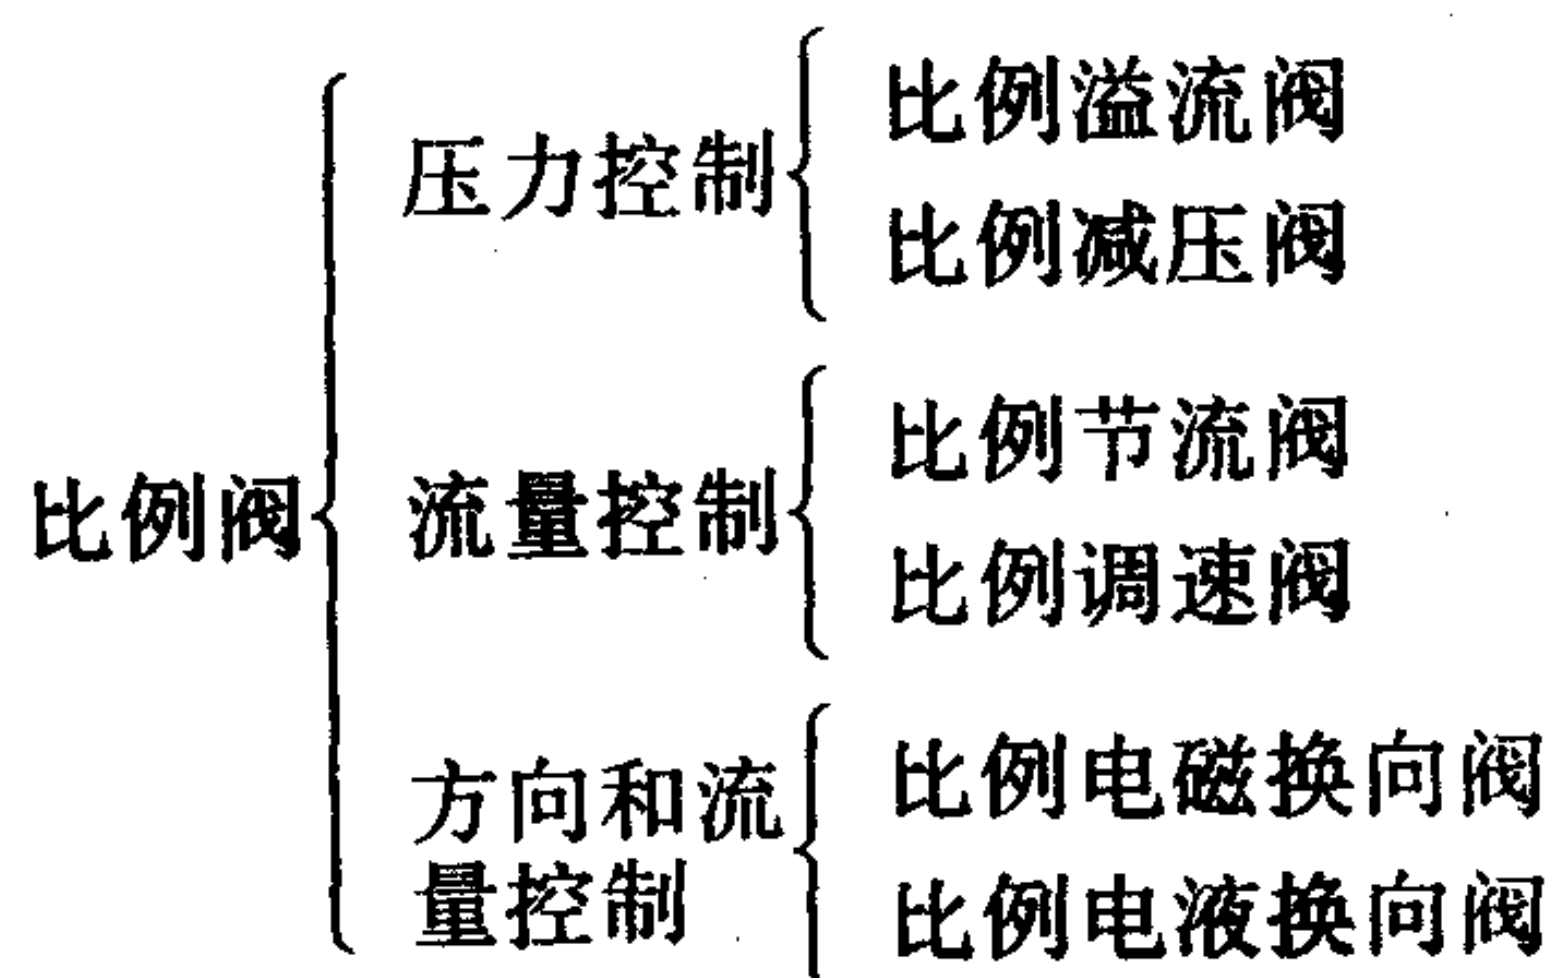 比例阀
压力控制
比例溢流阀
比例减压阀
流量控制
比例节流阀
比例调速阀
方向和流
量控制
比例电磁换向阀
比例电液换向阀